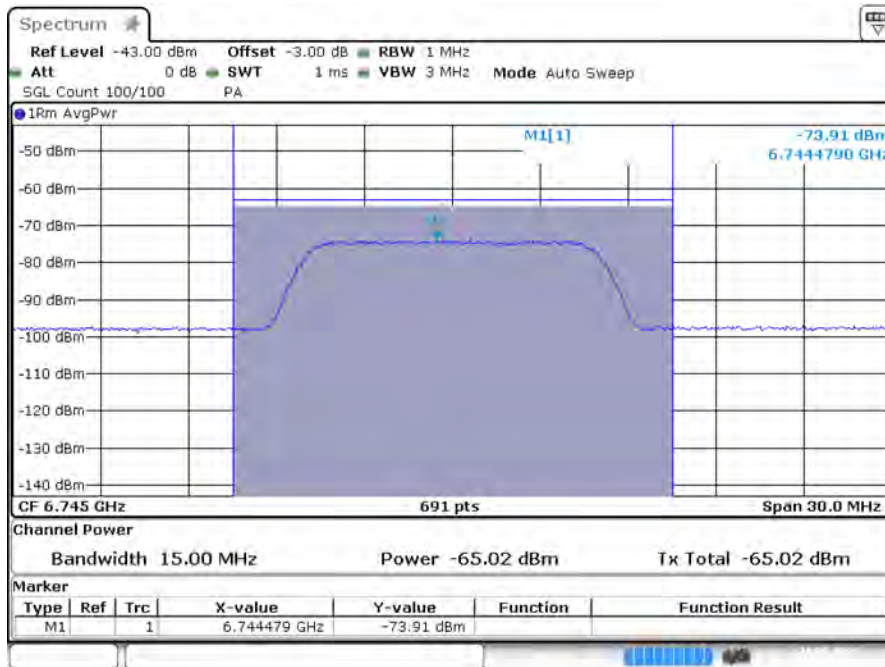 Spectrum
Ref Level -43.00 dBm Offset -3.00 dB RBW 1 MHz
Att 0 dB SWT 1 ms VBW 3 MHz Mode Auto Sweep
SGL Count 100/100 PA
1Rm AvgPwr
M1[1] -73.91 dBm
6.7444790 GHz
-50 dBm
-60 dBm
-70 dBm
-80 dBm
-90 dBm
-100 dBm
-110 dBm
-120 dBm
-130 dBm
-140 dBm
CF 6.745 GHz 691 pts Span 30.0 MHz
Channel Power
Bandwidth 15.00 MHz Power -65.02 dBm Tx Total -65.02 dBm
Marker
Type Ref Trc X-value Y-value Function Function Result
M1 1 6.744479 GHz -73.91 dBm